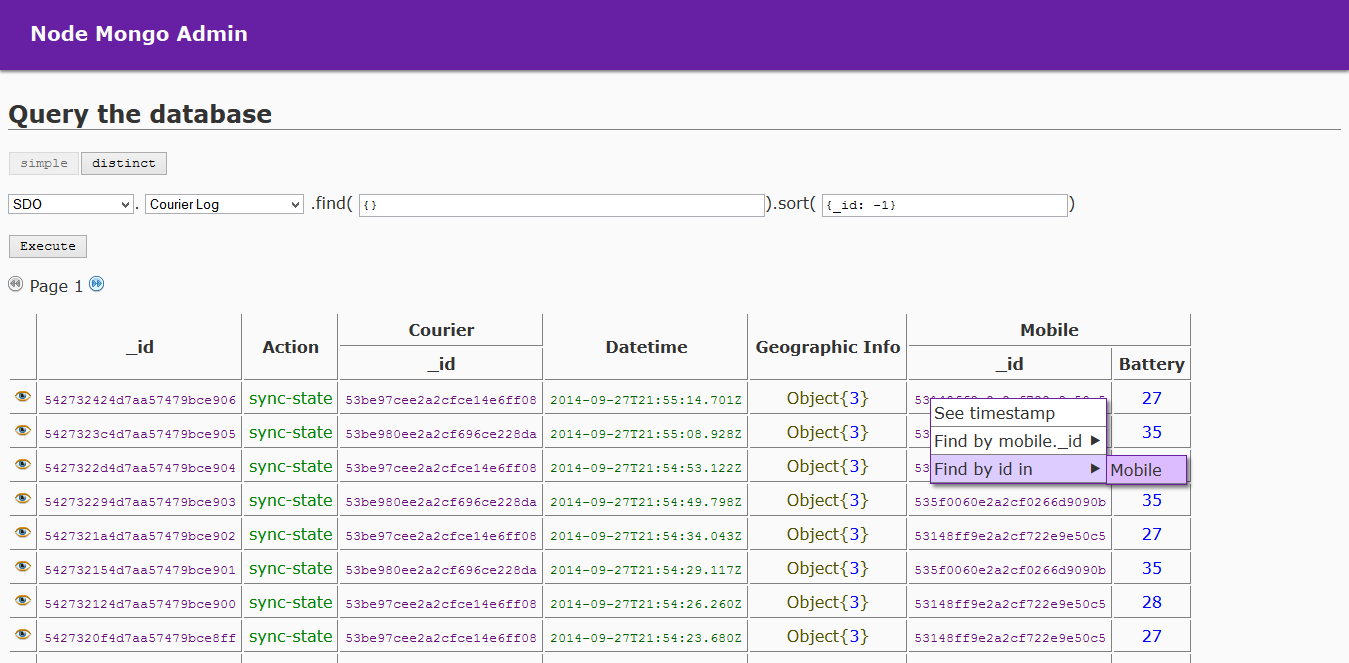 Node Mongo Admin
Query the database
simple distinct
SDO . Courier Log .find( {} ).sort( {_id: -1} )
Execute
Page 1
_id Action Courier Datetime Geographic Info Mobile
_id _id Battery
542732424d7aa57479bce906 sync-state 53be97cee2a2cfce14e6ff08 2014-09-27T21:55:14.701Z Object{3} 27
See timestamp
5427323c4d7aa57479bce905 sync-state 53be980ee2a2cf696ce228da 2014-09-27T21:55:08.928Z Object{3} 53 35
Find by mobile._id ▶
5427322d4d7aa57479bce904 sync-state 53be97cee2a2cfce14e6ff08 2014-09-27T21:54:53.122Z Object{3} 53
Find by id in ▶ Mobile
542732294d7aa57479bce903 sync-state 53be980ee2a2cf696ce228da 2014-09-27T21:54:49.798Z Object{3} 535f0060e2a2cf0266d9090b 35
5427321a4d7aa57479bce902 sync-state 53be97cee2a2cfce14e6ff08 2014-09-27T21:54:34.043Z Object{3} 53148ff9e2a2cf722e9e50c5 27
542732154d7aa57479bce901 sync-state 53be980ee2a2cf696ce228da 2014-09-27T21:54:29.117Z Object{3} 535f0060e2a2cf0266d9090b 35
542732124d7aa57479bce900 sync-state 53be97cee2a2cfce14e6ff08 2014-09-27T21:54:26.260Z Object{3} 53148ff9e2a2cf722e9e50c5 28
5427320f4d7aa57479bce8ff sync-state 53be97cee2a2cfce14e6ff08 2014-09-27T21:54:23.680Z Object{3} 53148ff9e2a2cf722e9e50c5 27